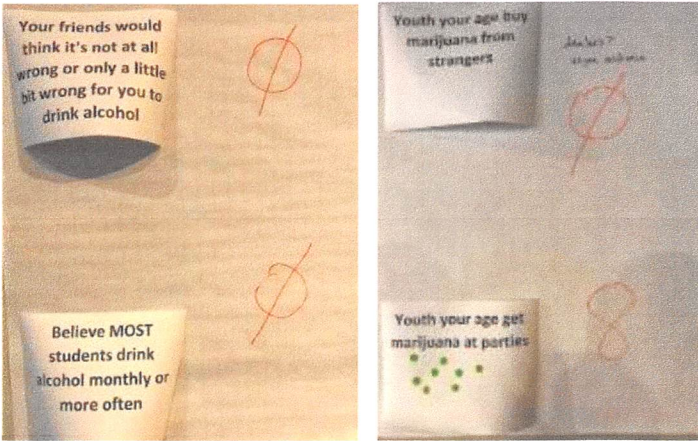 Your friends would
think it's not at all
wrong or only a little
bit wrong for you to
drink alcohol
Ø
Believe MOST
students drink
alcohol monthly or
more often
Ø
Youth your age buy
marijuana from
strangers
Ø
Youth your age get
marijuana at parties
8